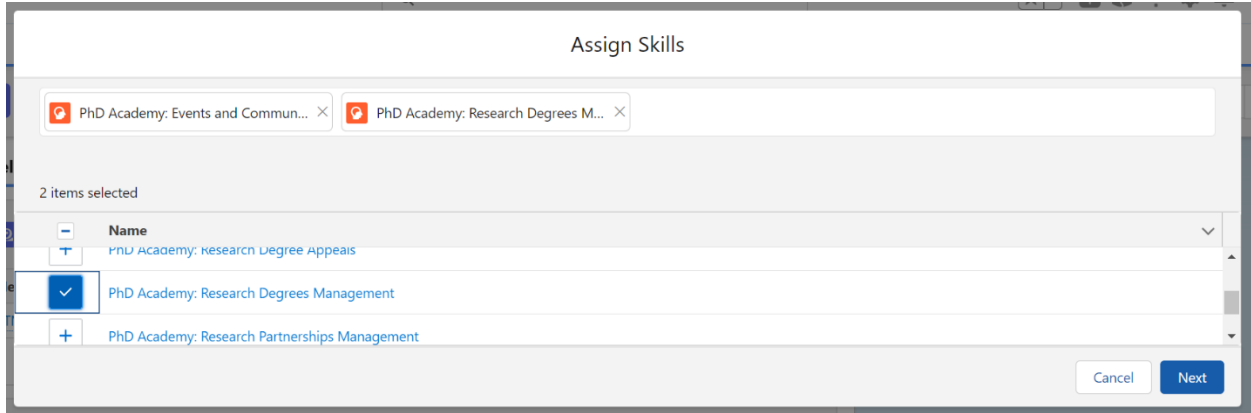 Assign Skills
PhD Academy: Events and Commun...
PhD Academy: Research Degrees M...
2 items selected
Name
PhD Academy: Research Degree Appeals
PhD Academy: Research Degrees Management
PhD Academy: Research Partnerships Management
Cancel
Next